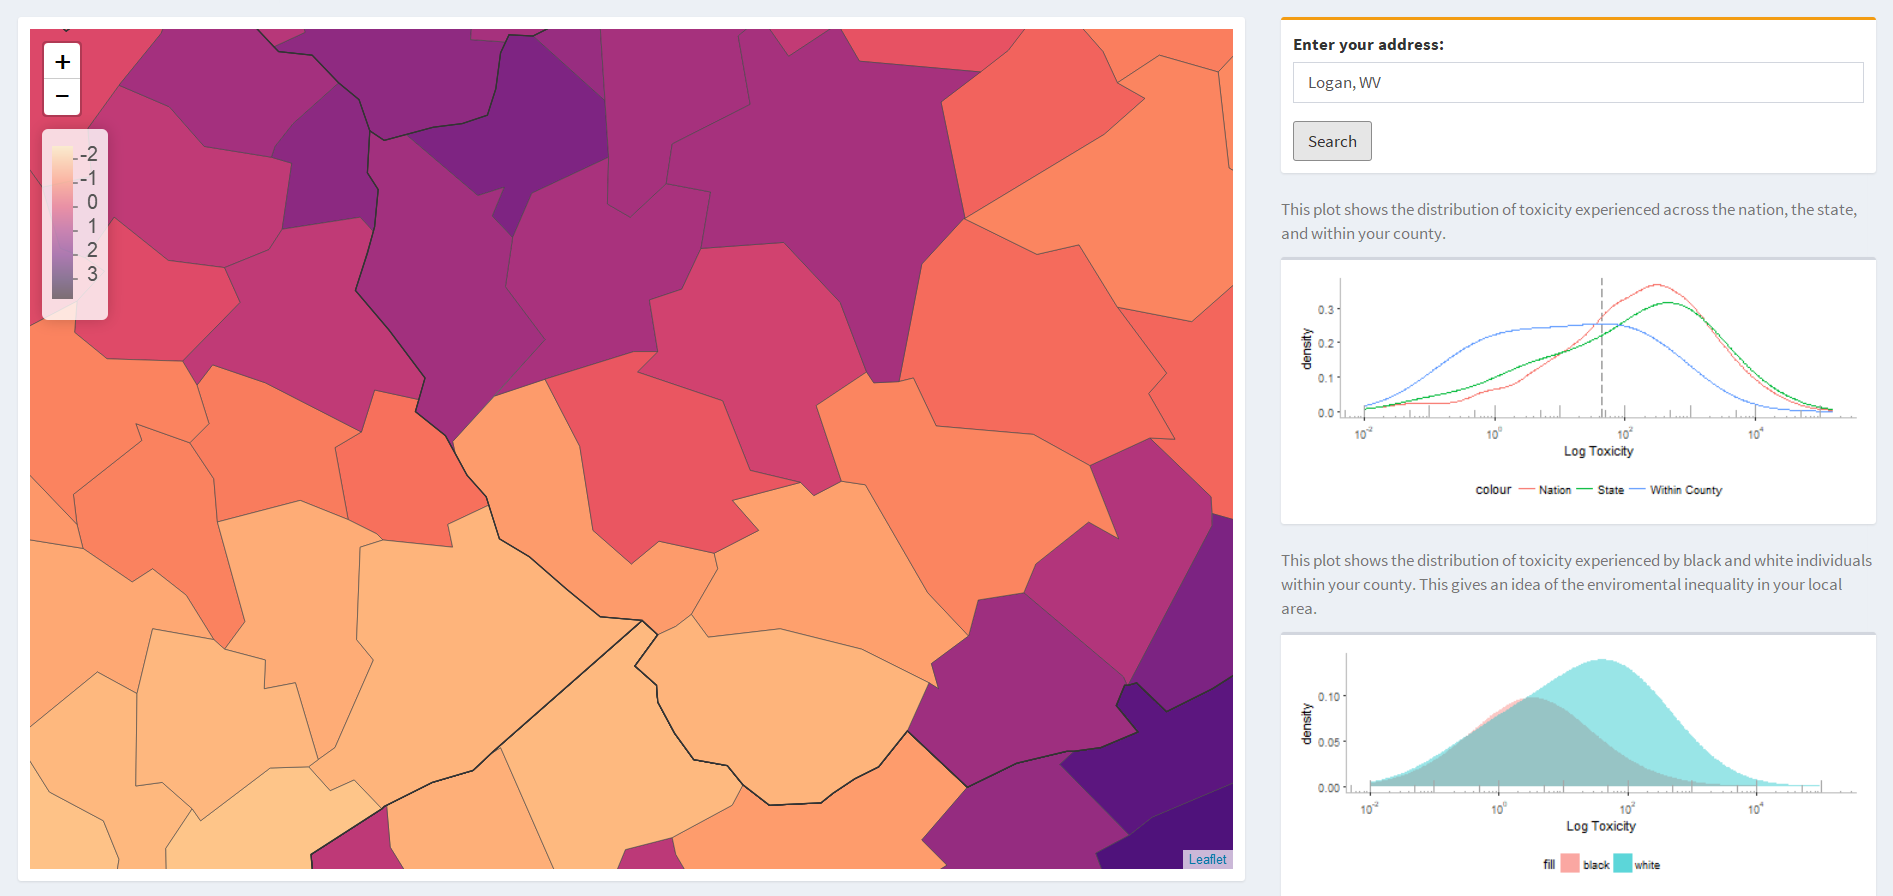 +
−
-2
-1
0
1
2
3
Leaflet
Enter your address:
Logan, WV
Search
This plot shows the distribution of toxicity experienced across the nation, the state,
and within your county.
density
0.3
0.2
0.1
0.0
10^-2 10^0 10^2 10^4
Log Toxicity
colour Nation State Within County
This plot shows the distribution of toxicity experienced by black and white individuals
within your county. This gives an idea of the enviromental inequality in your local
area.
density
0.10
0.05
0.00
10^-2 10^0 10^2 10^4
Log Toxicity
fill black white